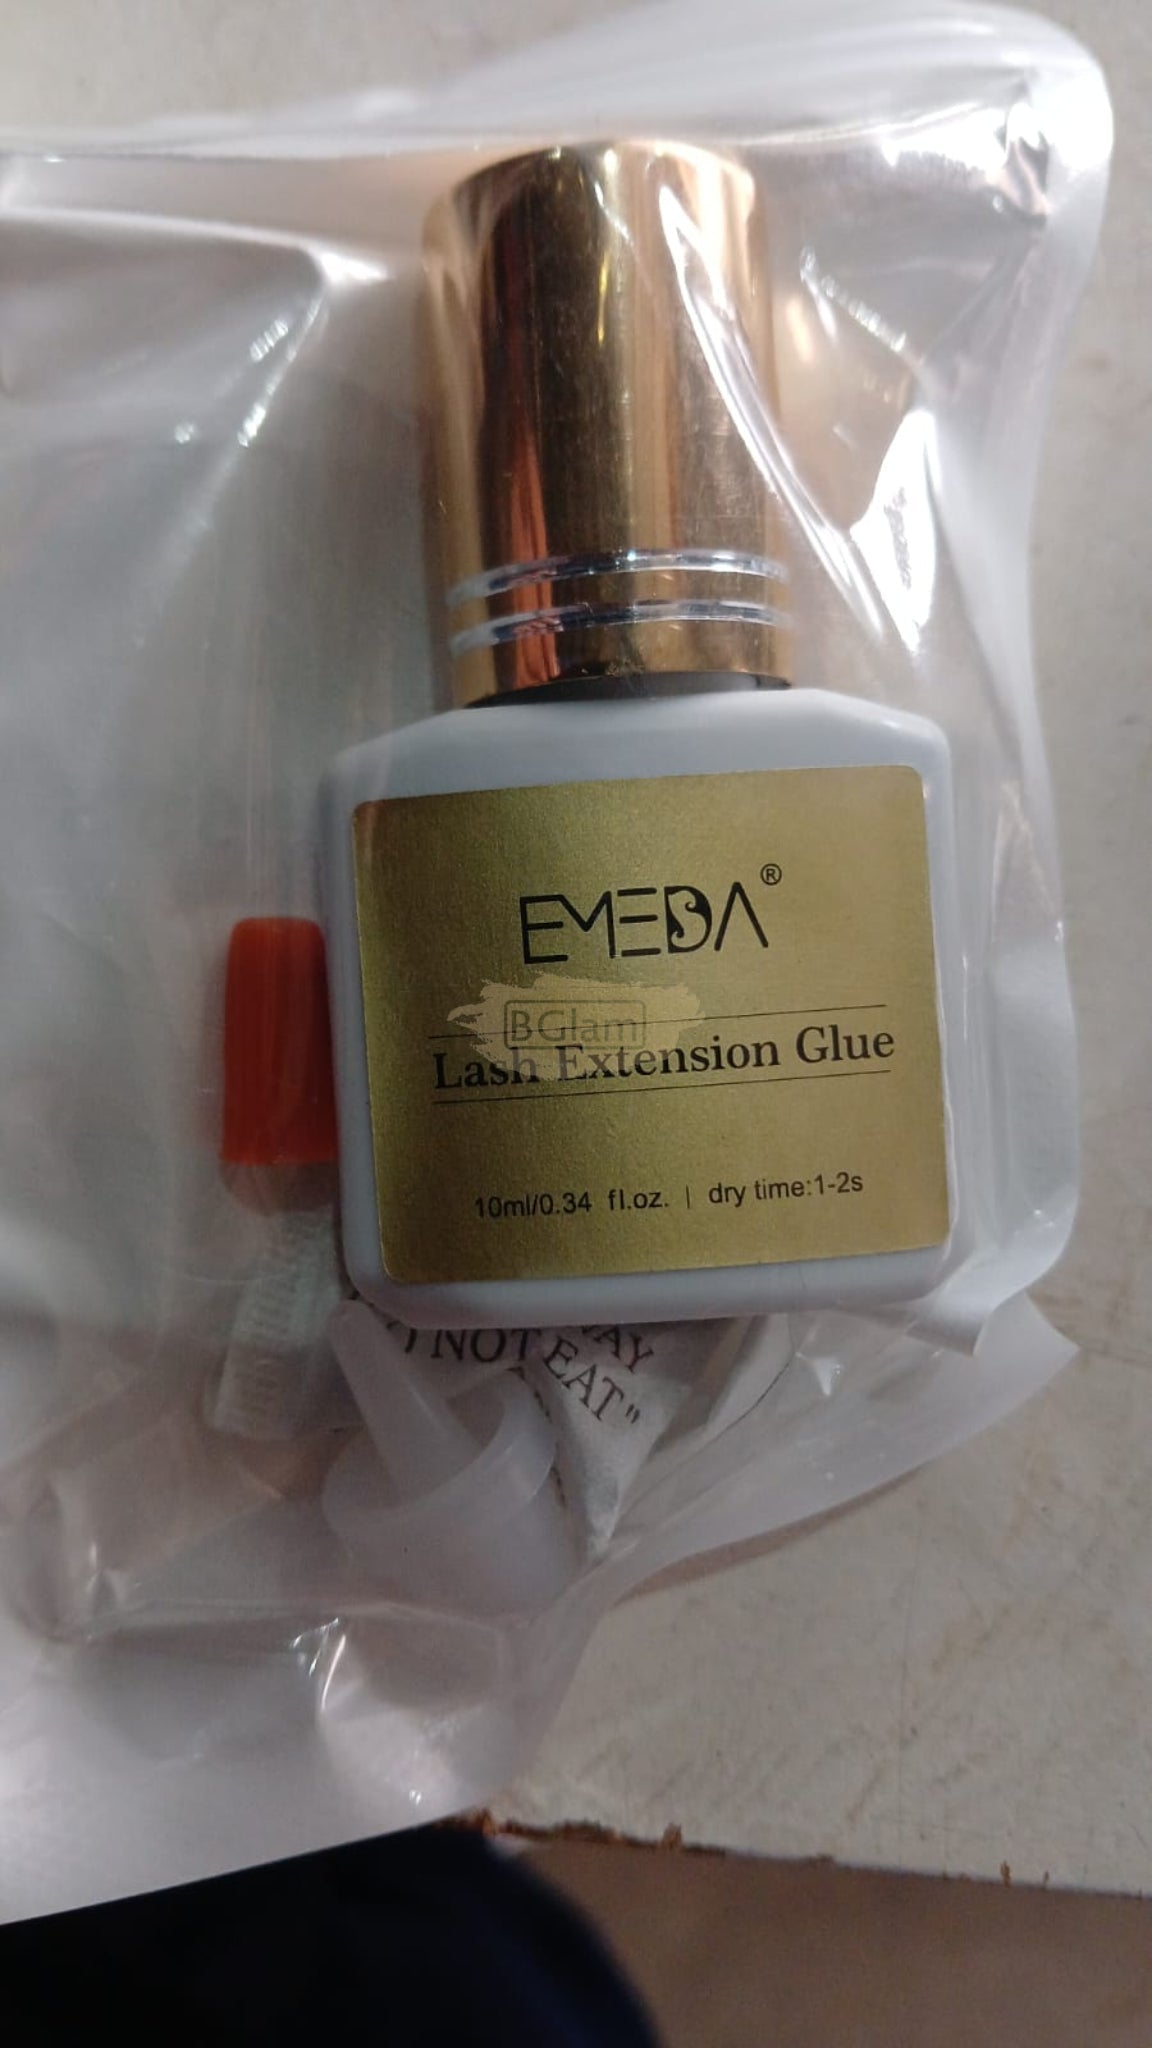 EMEDA®
BGlam
Lash Extension Glue
10ml/0.34 fl.oz. | dry time:1-2s
NOT EAT"